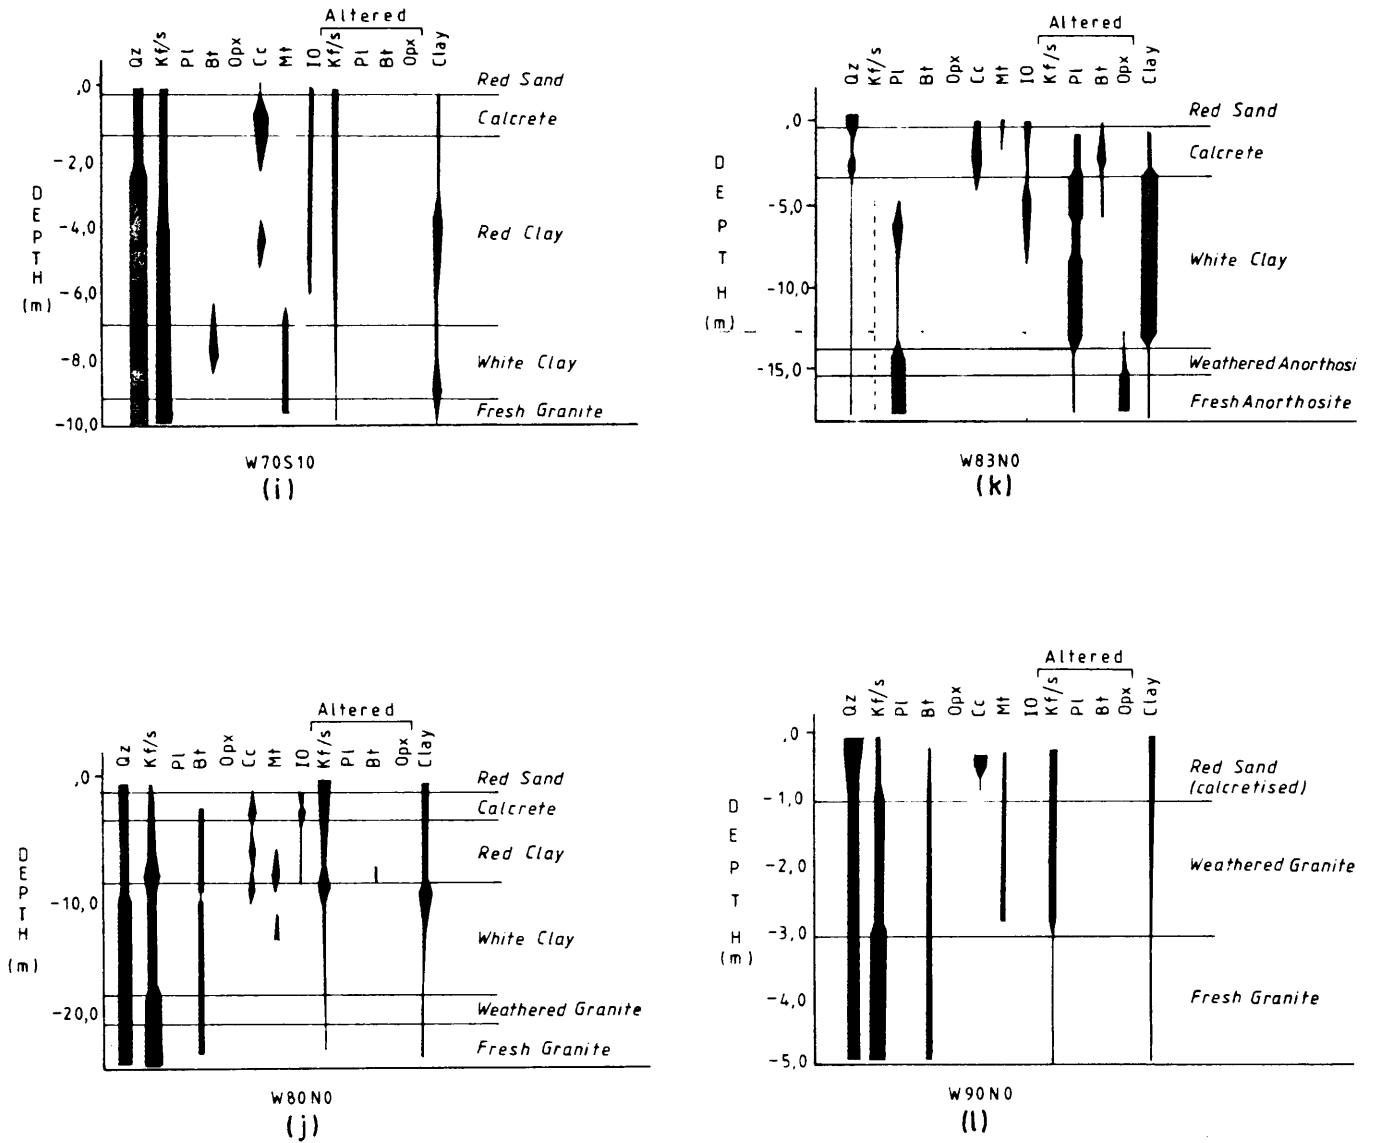 Altered
Qz Kf/s Pl Bt Opx Cc Mt IO Kf/s Pl Bt Opx Clay
,0
-2,0
-4,0
-6,0
-8,0
-10,0
DEPTH
(m)
Red Sand
Calcrete
Red Clay
White Clay
Fresh Granite
W70S10
(i)
Altered
Qz Kf/s Pl Bt Opx Cc Mt IO Kf/s Pl Bt Opx Clay
,0
-5,0
-10,0
-15,0
DEPTH
(m)
Red Sand
Calcrete
White Clay
Weathered Anorthosi
Fresh Anorthosite
W83N0
(k)
Altered
Qz Kf/s Pl Bt Opx Cc Mt IO Kf/s Pl Bt Opx Clay
,0
-10,0
-20,0
DEPTH
(m)
Red Sand
Calcrete
Red Clay
White Clay
Weathered Granite
Fresh Granite
W80N0
(j)
Altered
Qz Kf/s Pl Bt Opx Cc Mt IO Kf/s Pl Bt Opx Clay
,0
-1,0
-2,0
-3,0
-4,0
-5,0
DEPTH
(m)
Red Sand
(calcretised)
Weathered Granite
Fresh Granite
W90N0
(l)